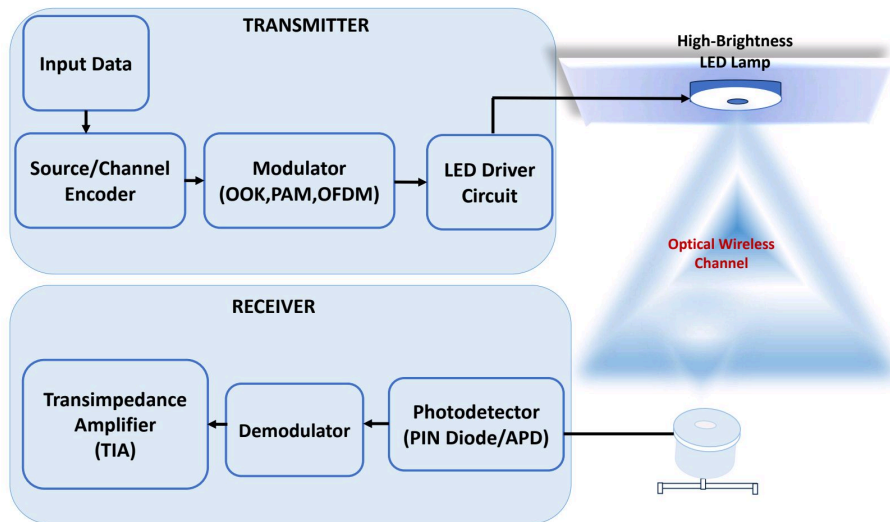 TRANSMITTER
Input Data
Source/Channel
Encoder
Modulator
(OOK,PAM,OFDM)
LED Driver
Circuit
High-Brightness
LED Lamp
Optical Wireless
Channel
RECEIVER
Transimpedance
Amplifier
(TIA)
Demodulator
Photodetector
(PIN Diode/APD)